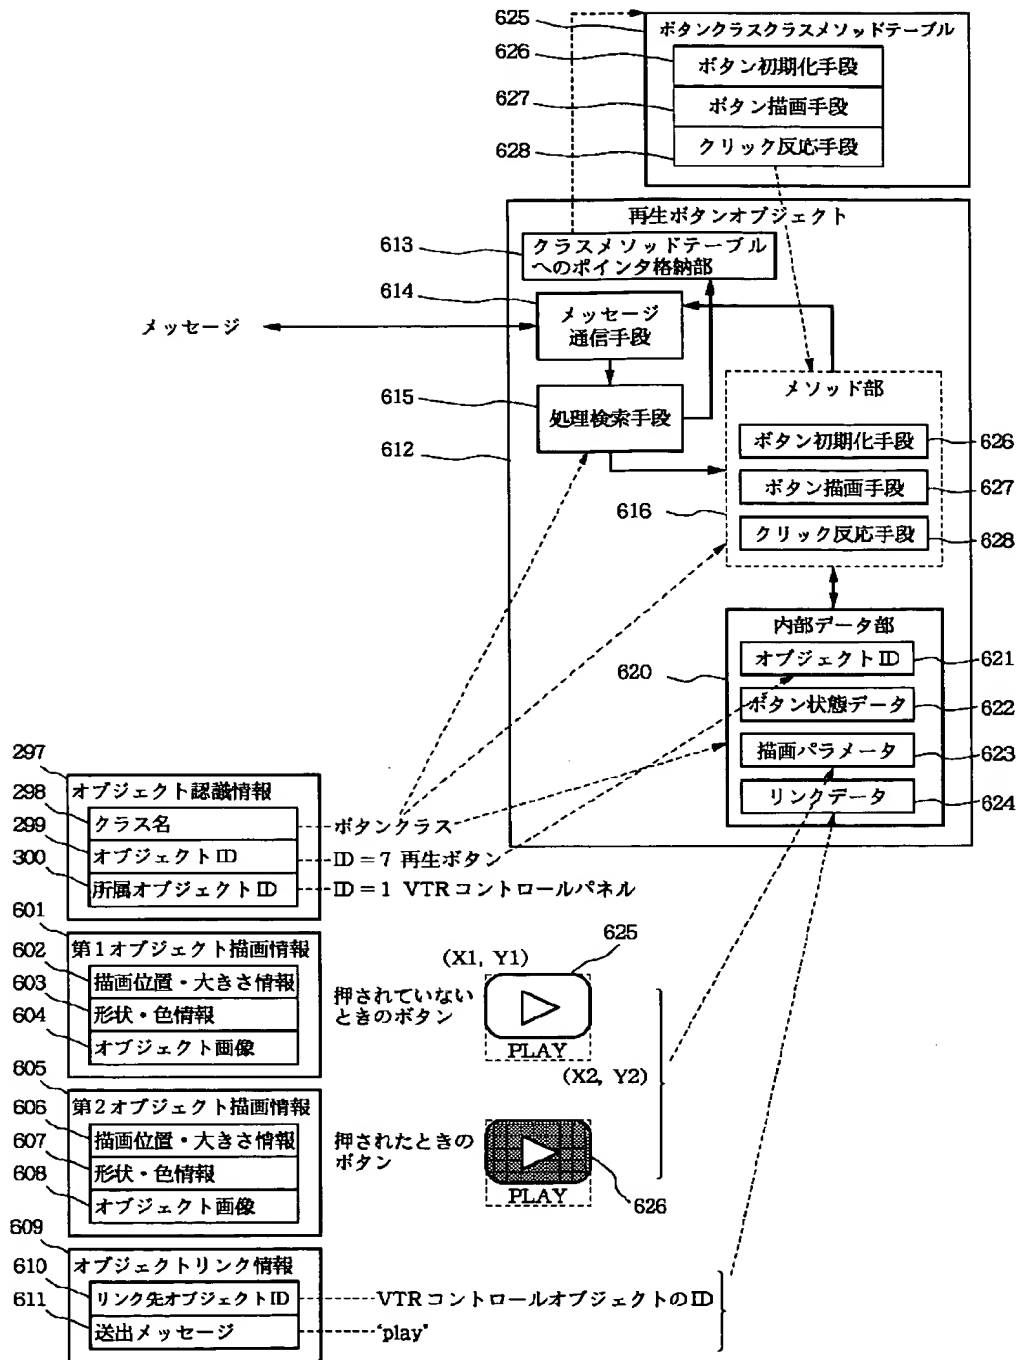 625
ボタンクラスクラスメソッドテーブル
626
ボタン初期化手段
627
ボタン描画手段
628
クリック反応手段
再生ボタンオブジェクト
613
クラスメソッドテーブル
へのポインタ格納部
614
メッセージ
メッセージ
通信手段
615
処理検索手段
612
メソッド部
ボタン初期化手段
626
ボタン描画手段
627
616
クリック反応手段
628
内部データ部
オブジェクトID
621
620
ボタン状態データ
622
描画パラメータ
623
リンクデータ
624
297
オブジェクト認識情報
298
クラス名
ボタンクラス
299
オブジェクトID
ID=7 再生ボタン
300
所属オブジェクトID
ID=1 VTRコントロールパネル
601
第1オブジェクト描画情報
602
描画位置・大きさ情報
603
形状・色情報
604
オブジェクト画像
押されていない
ときのボタン
(X1, Y1)
625
PLAY
(X2, Y2)
605
第2オブジェクト描画情報
606
描画位置・大きさ情報
607
形状・色情報
608
オブジェクト画像
押されたときの
ボタン
PLAY
626
609
オブジェクトリンク情報
610
リンク先オブジェクトID
VTRコントロールオブジェクトのID
611
送出メッセージ
'play'